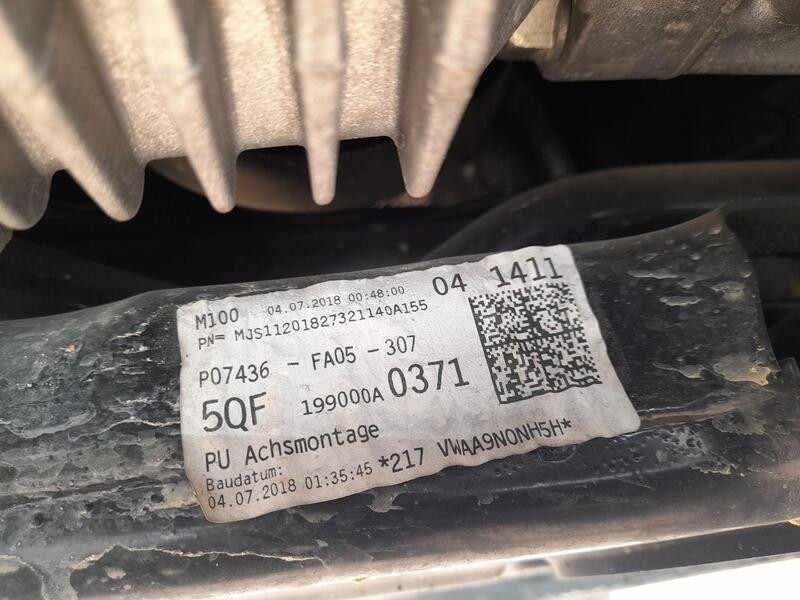 M100 04.07.2018 00:48:00 04 1411
PN= MJS11201827321140A155
P07436 - FA05 - 307
5QF 199000A 0371
PU Achsmontage
Baudatum:
04.07.2018 01:35:45 *217 VWAA9N0NH5H*